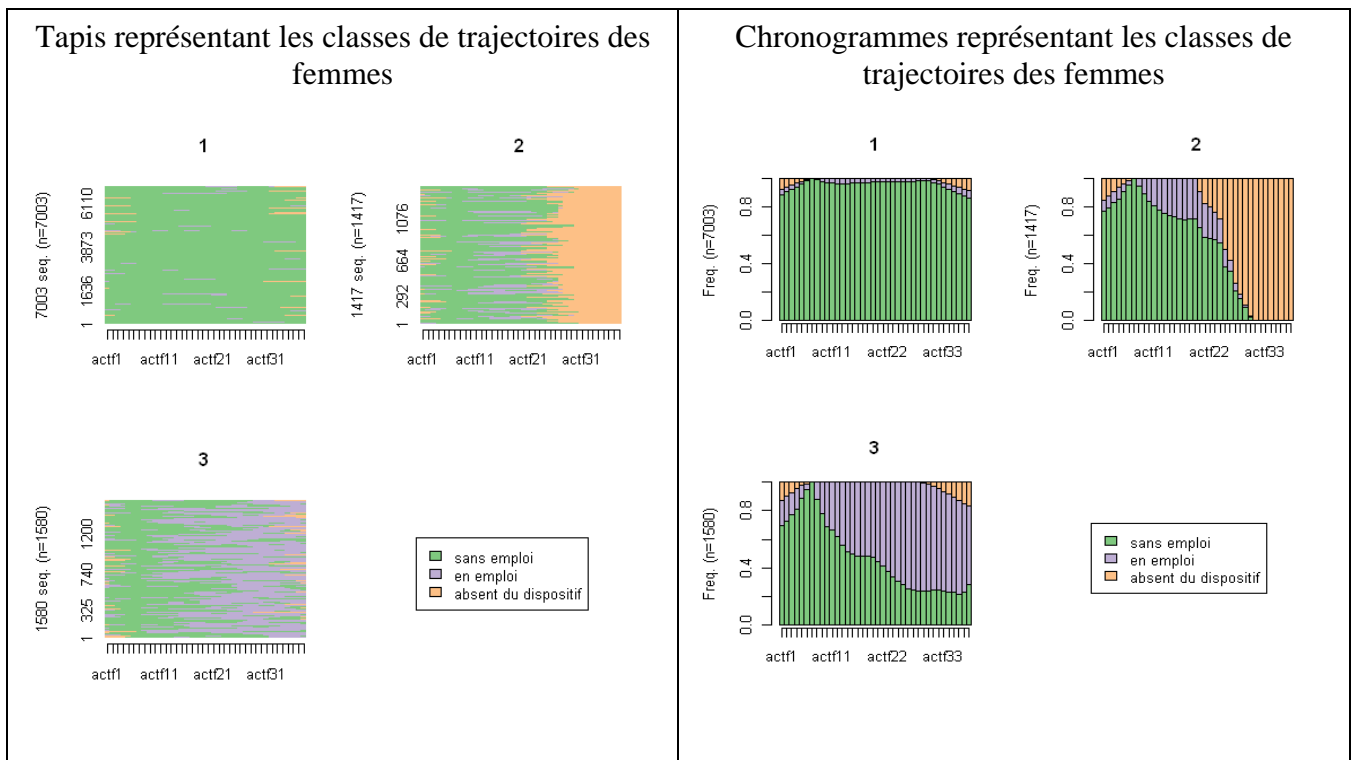 Tapis représentant les classes de trajectoires des
femmes
1
7003 seq. (n=7003)
1 1636 3873 6110
actf1 actf11 actf21 actf31
2
1417 seq. (n=1417)
1 292 664 1076
actf1 actf11 actf21 actf31
3
1580 seq. (n=1580)
1 325 740 1200
actf1 actf11 actf21 actf31
sans emploi
en emploi
absent du dispositif
Chronogrammes représentant les classes de
trajectoires des femmes
1
Freq. (n=7003)
0.0 0.4 0.8
actf1 actf11 actf22 actf33
2
Freq. (n=1417)
0.0 0.4 0.8
actf1 actf11 actf22 actf33
3
Freq. (n=1580)
0.0 0.4 0.8
actf1 actf11 actf22 actf33
sans emploi
en emploi
absent du dispositif